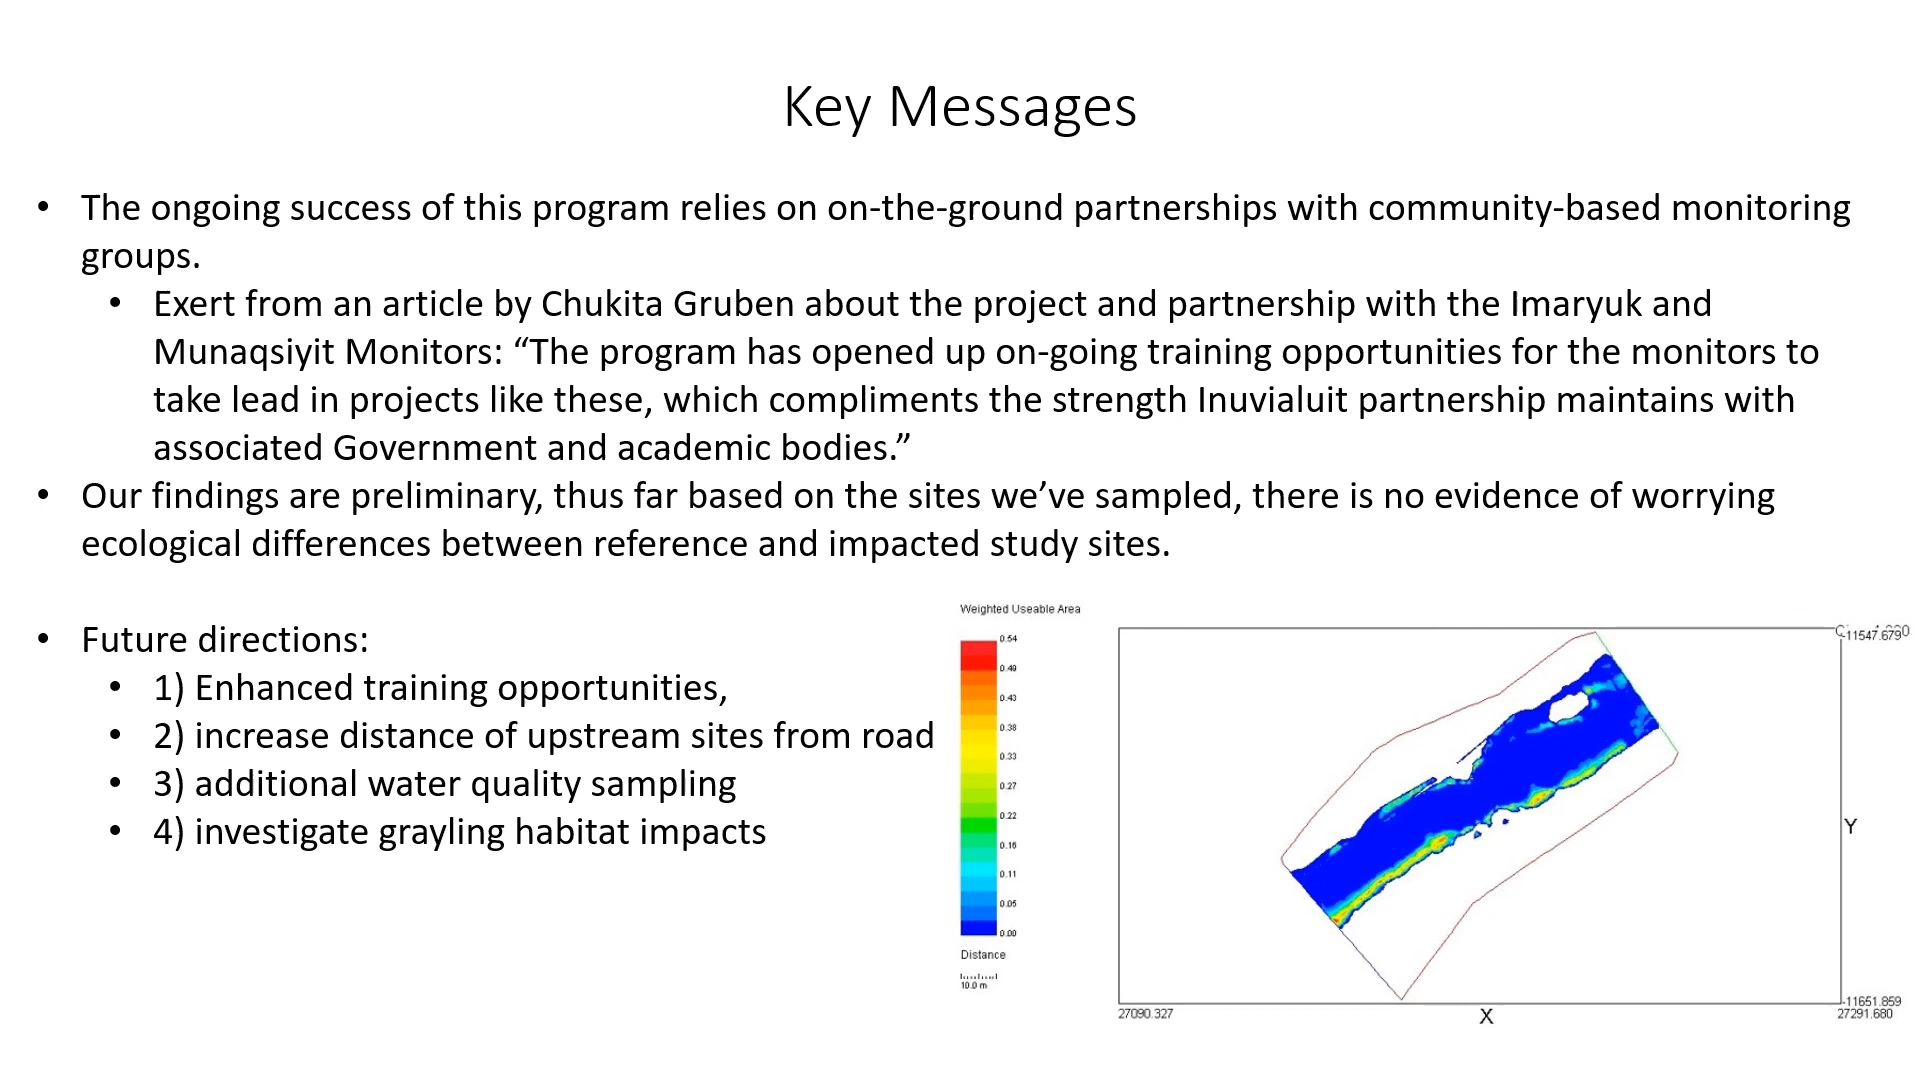 Key Messages
• The ongoing success of this program relies on on-the-ground partnerships with community-based monitoring
groups.
• Exert from an article by Chukita Gruben about the project and partnership with the Imaryuk and
Munaqsiyit Monitors: “The program has opened up on-going training opportunities for the monitors to
take lead in projects like these, which compliments the strength Inuvialuit partnership maintains with
associated Government and academic bodies.”
• Our findings are preliminary, thus far based on the sites we’ve sampled, there is no evidence of worrying
ecological differences between reference and impacted study sites.
• Future directions:
• 1) Enhanced training opportunities,
• 2) increase distance of upstream sites from road
• 3) additional water quality sampling
• 4) investigate grayling habitat impacts
Weighted Useable Area
0.54
0.49
0.43
0.38
0.33
0.27
0.22
0.16
0.11
0.05
0.00
Distance
10.0 m
-11547.679
Y
-11651.859
27090.327
X
27291.680